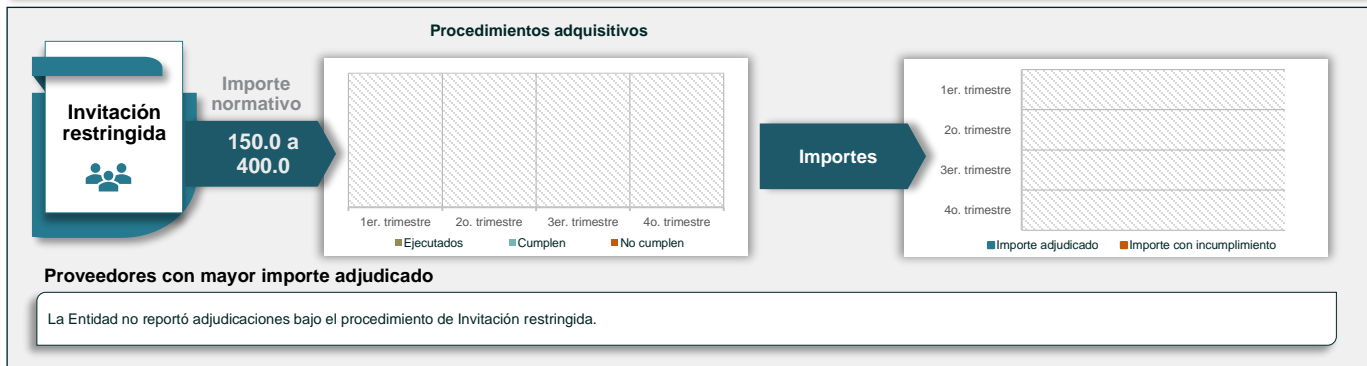 Procedimientos adquisitivos
Invitación
restringida
Importe
normativo
150.0 a
400.0
1er. trimestre 2o. trimestre 3er. trimestre 4o. trimestre
Ejecutados Cumplen No cumplen
Importes
1er. trimestre
2o. trimestre
3er. trimestre
4o. trimestre
Importe adjudicado Importe con incumplimiento
Proveedores con mayor importe adjudicado
La Entidad no reportó adjudicaciones bajo el procedimiento de Invitación restringida.